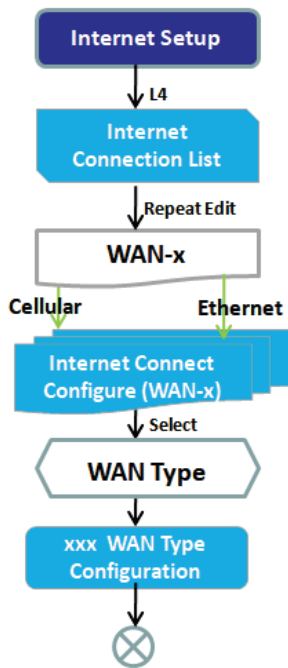 Internet Setup
L4
Internet
Connection List
Repeat Edit
WAN-x
Cellular
Ethernet
Internet Connect
Configure (WAN-x)
Select
WAN Type
xxx WAN Type
Configuration